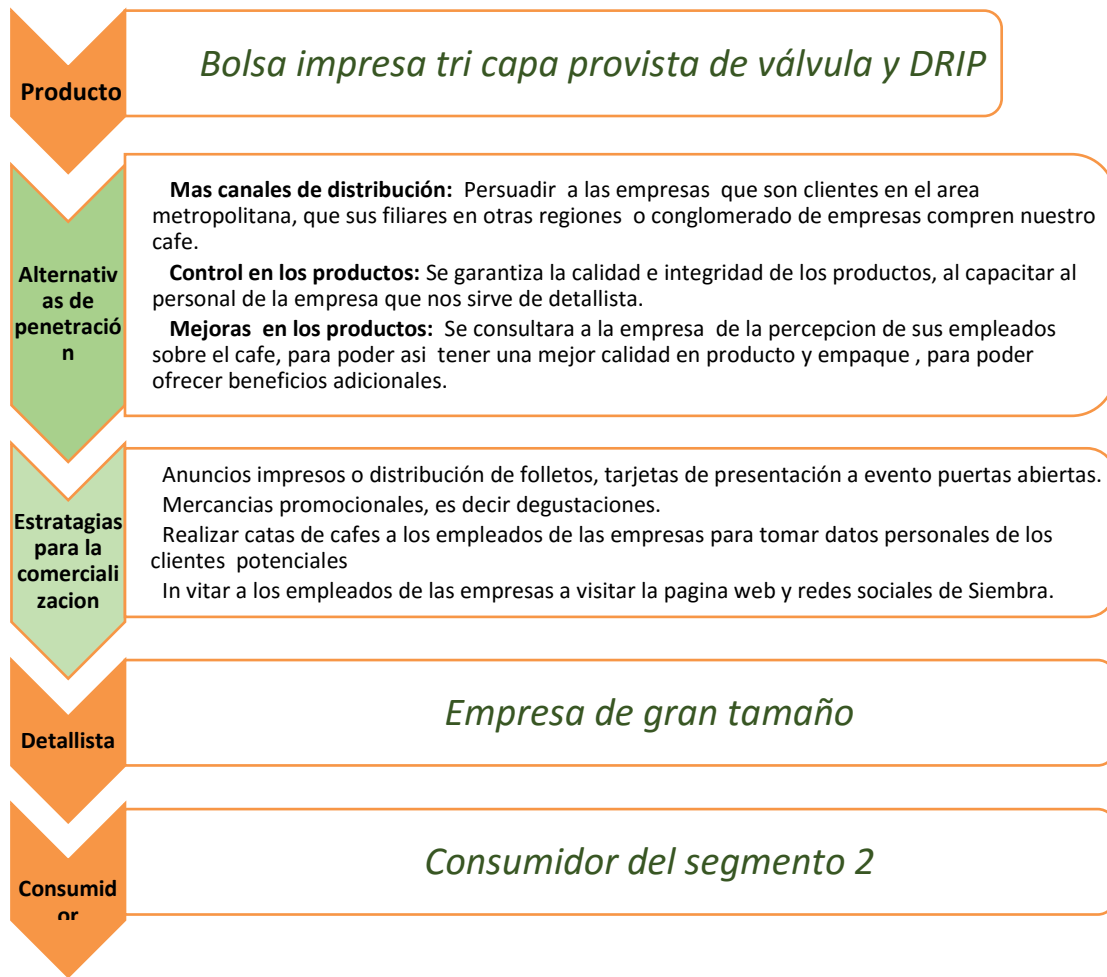 Producto
Bolsa impresa tri capa provista de válvula y DRIP
Alternativ
as de
penetració
n
Mas canales de distribución: Persuadir a las empresas que son clientes en el area
metropolitana, que sus filiares en otras regiones o conglomerado de empresas compren nuestro
cafe.
Control en los productos: Se garantiza la calidad e integridad de los productos, al capacitar al
personal de la empresa que nos sirve de detallista.
Mejoras en los productos: Se consultara a la empresa de la percepcion de sus empleados
sobre el cafe, para poder asi tener una mejor calidad en producto y empaque , para poder
ofrecer beneficios adicionales.
Estratagias
para la
comerciali
zacion
Anuncios impresos o distribución de folletos, tarjetas de presentación a evento puertas abiertas.
Mercancias promocionales, es decir degustaciones.
Realizar catas de cafes a los empleados de las empresas para tomar datos personales de los
clientes potenciales
In vitar a los empleados de las empresas a visitar la pagina web y redes sociales de Siembra.
Detallista
Empresa de gran tamaño
Consumid
or
Consumidor del segmento 2